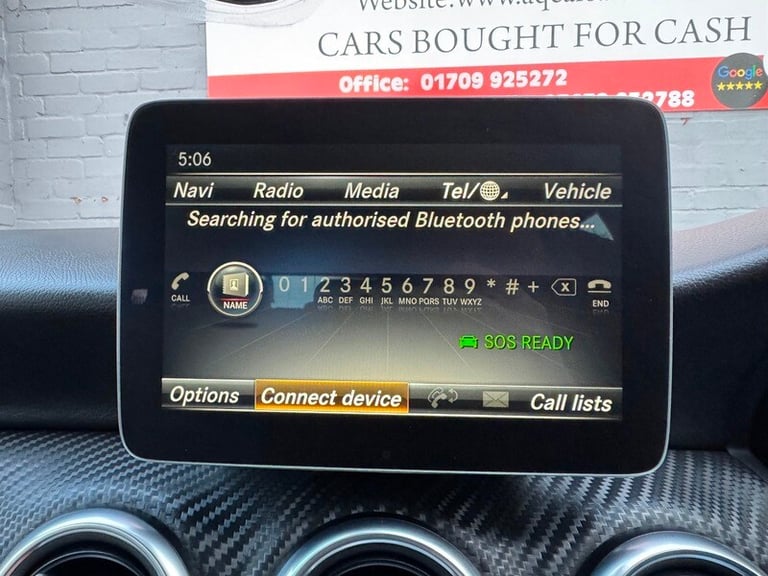 CARS BOUGHT FOR CASH
Office: 01709 925272
Google
5:06
Navi Radio Media Tel/ Vehicle
Searching for authorised Bluetooth phones...
CALL NAME 0 1 2 3 4 5 6 7 8 9 * # + END
ABC DEF GHI JKL MNO PQRS TUV WXYZ
SOS READY
Options Connect device Call lists